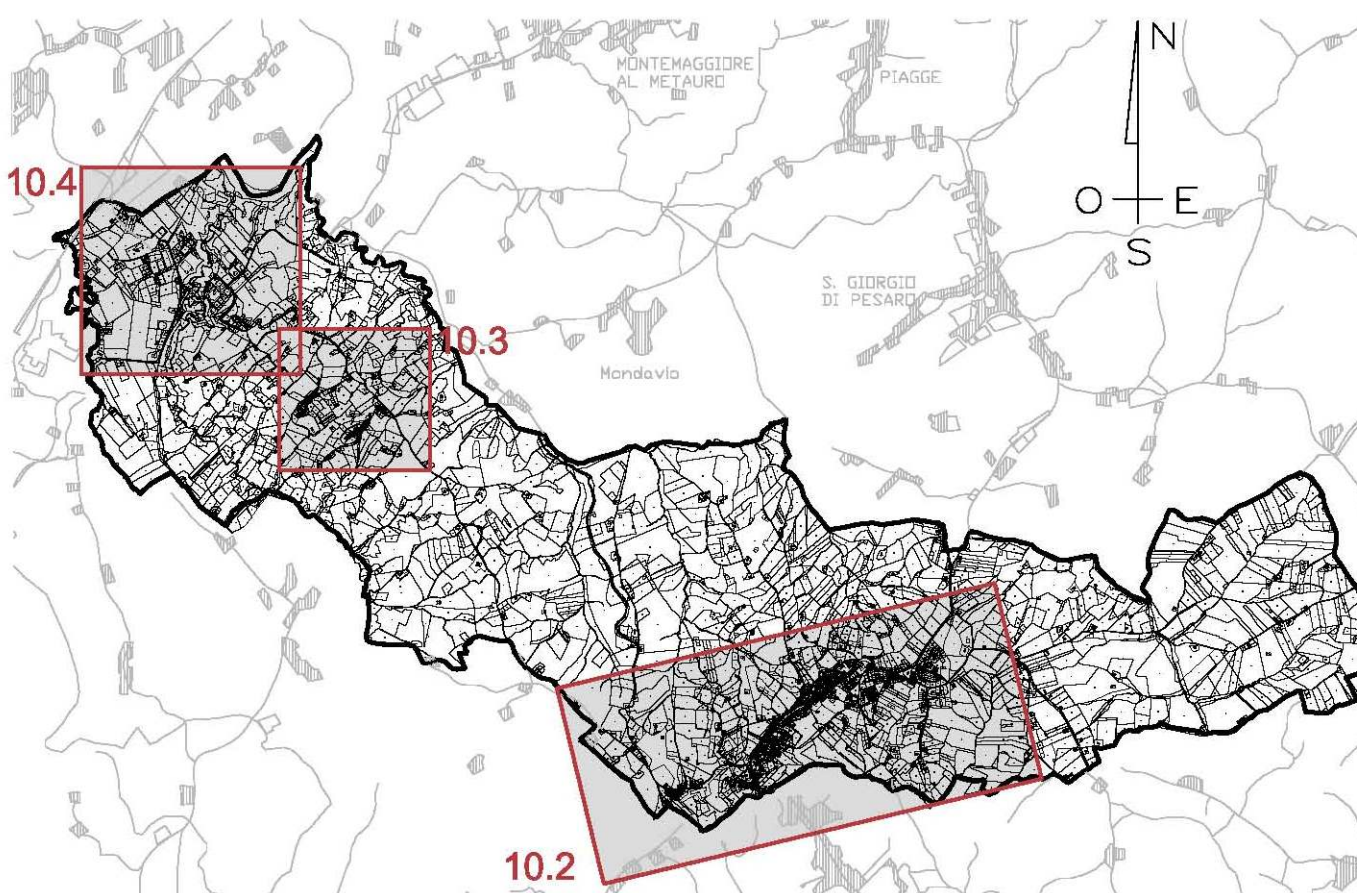 MONTEMAGGIORE
AL METAURO
PIAGGE
N
O E
S
10.4
S. GIORGIO
DI PESARO
10.3
Mondavio
10.2